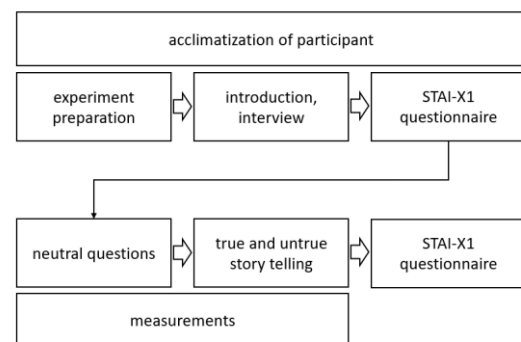 acclimatization of participant
experiment
preparation
introduction,
interview
STAI-X1
questionnaire
neutral questions
true and untrue
story telling
STAI-X1
questionnaire
measurements